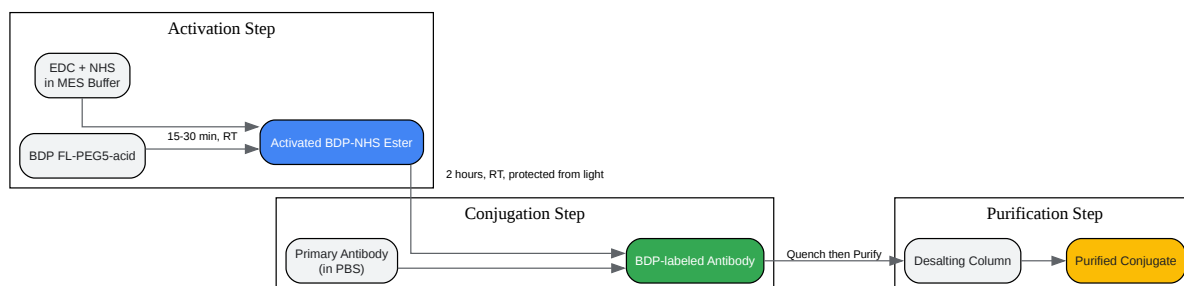 Activation Step
EDC + NHS
in MES Buffer
15-30 min, RT
Activated BDP-NHS Ester
BDP FL-PEG5-acid
2 hours, RT, protected from light
Conjugation Step
Primary Antibody
(in PBS)
BDP-labeled Antibody
Quench then Purify
Purification Step
Desalting Column
Purified Conjugate